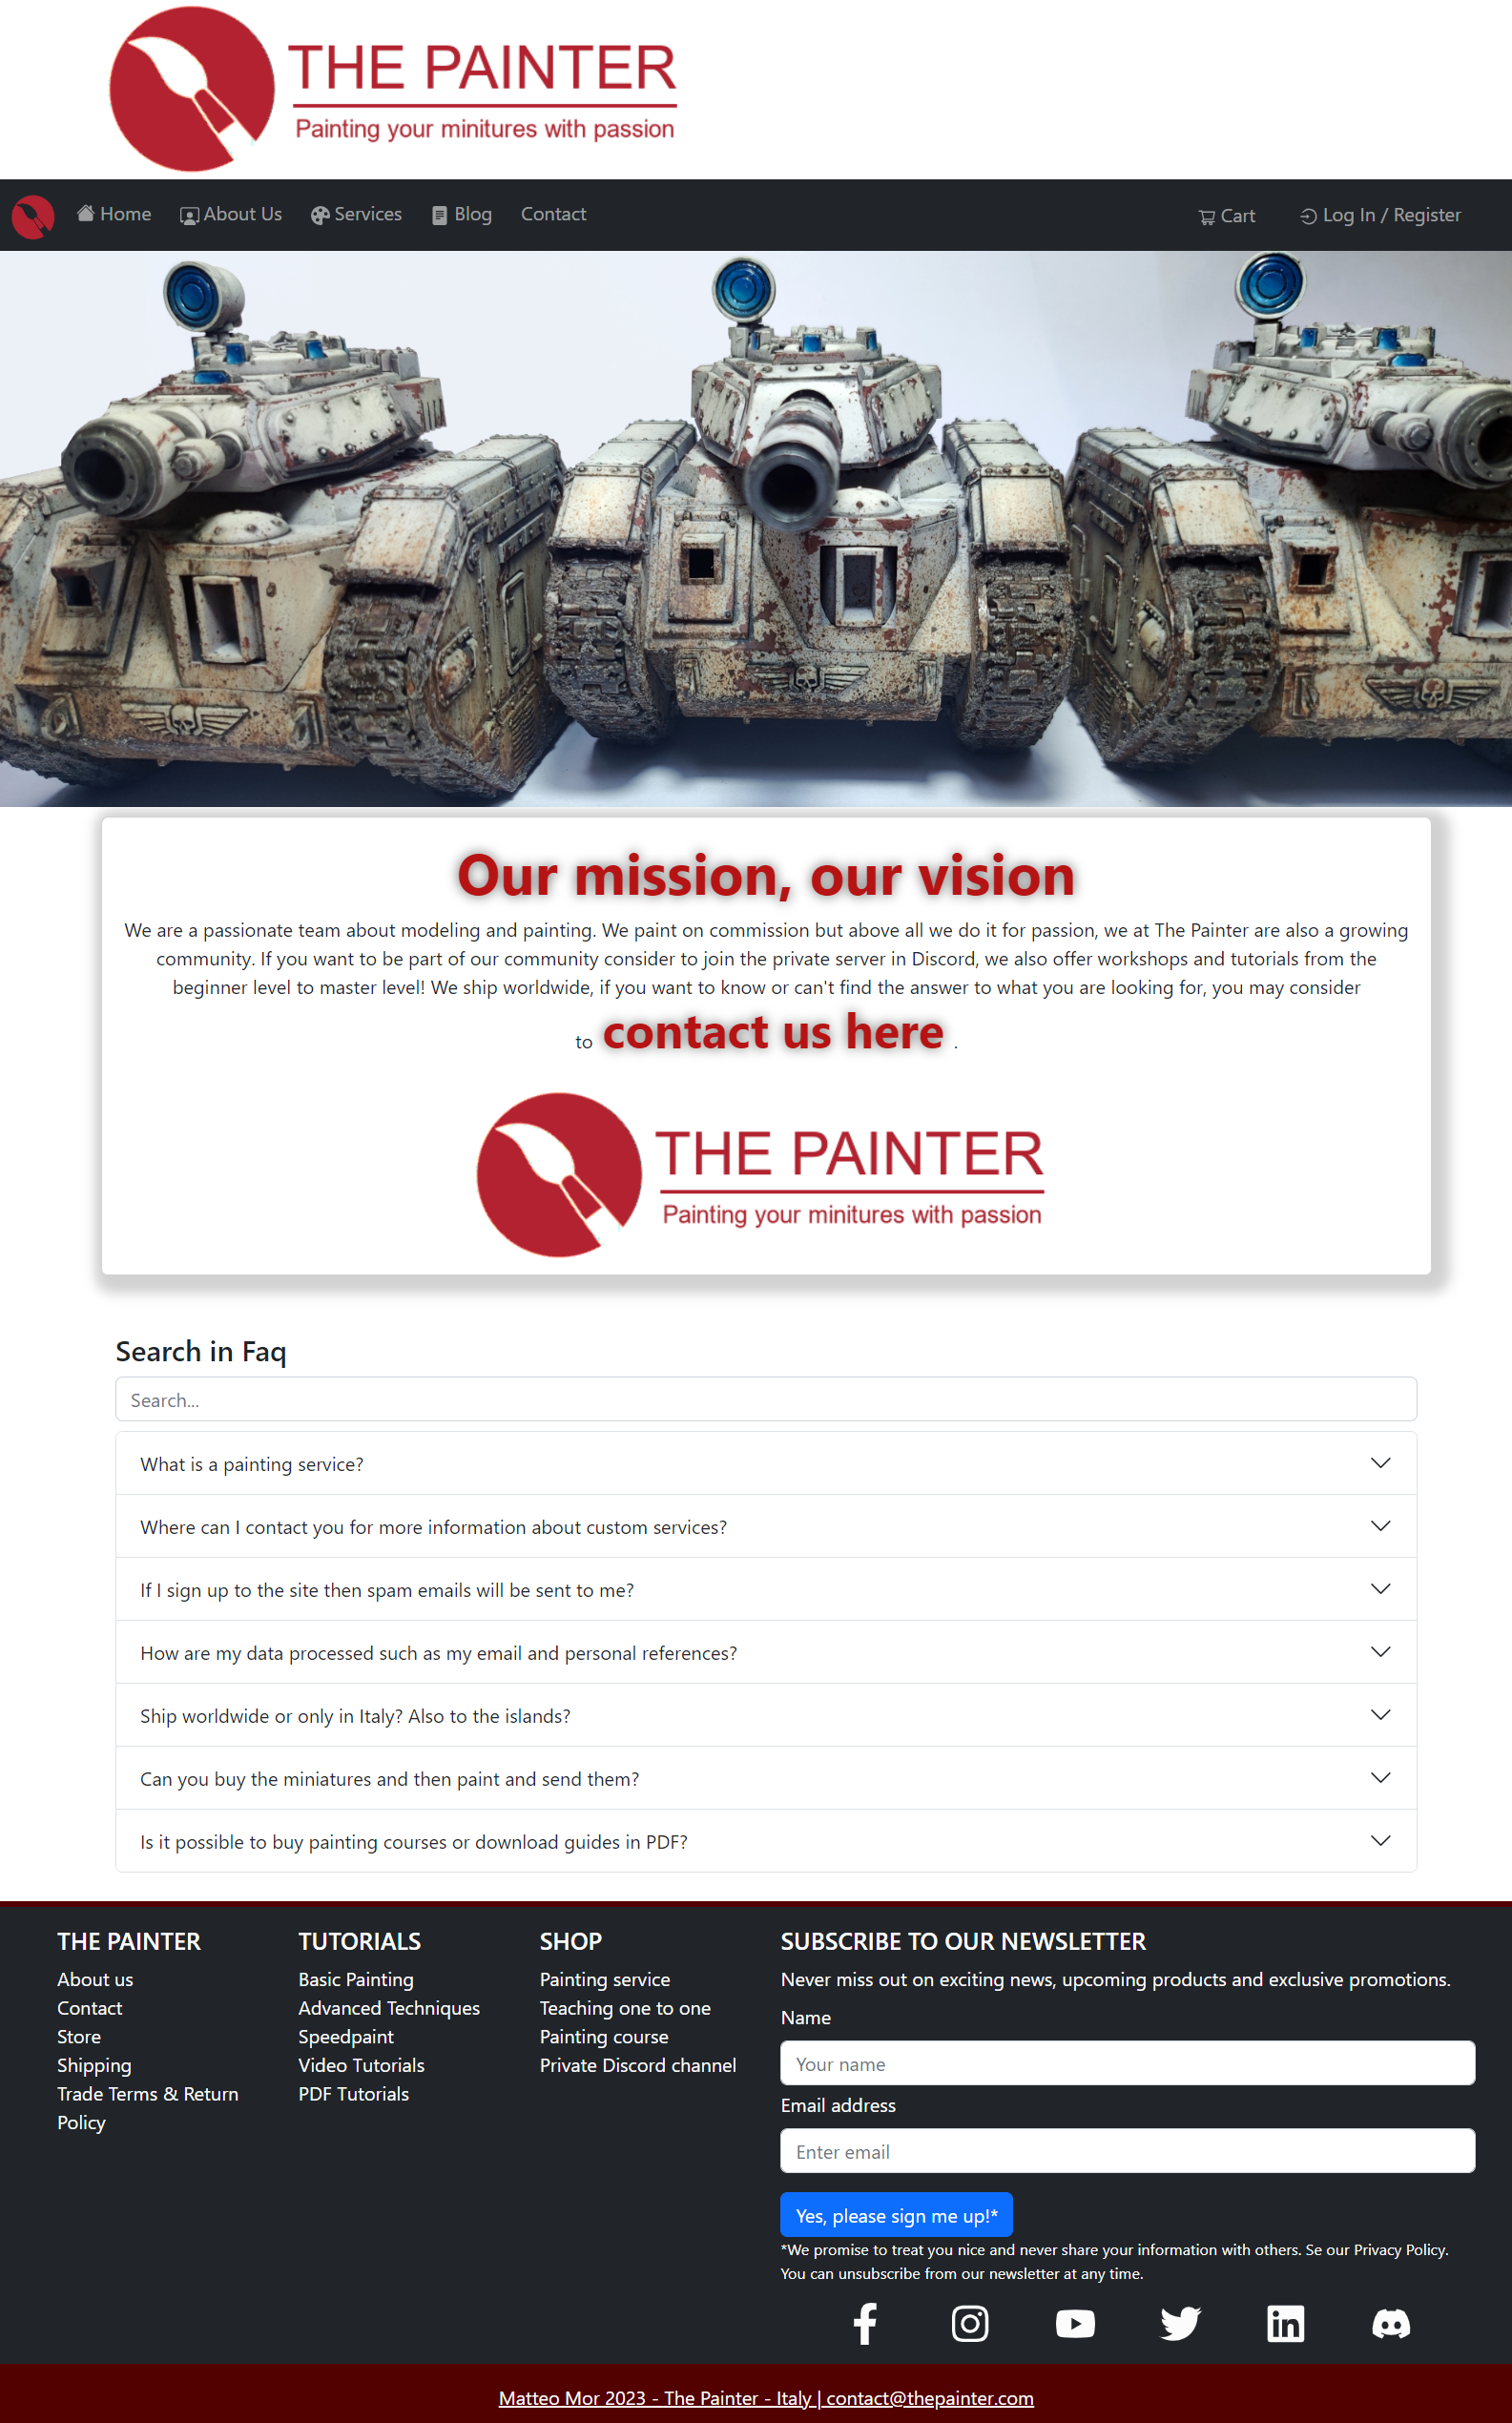 THE PAINTER
Painting your minitures with passion
Home About Us Services Blog Contact Cart Log In / Register
Our mission, our vision
We are a passionate team about modeling and painting. We paint on commission but above all we do it for passion, we at The Painter are also a growing
community. If you want to be part of our community consider to join the private server in Discord, we also offer workshops and tutorials from the
beginner level to master level! We ship worldwide, if you want to know or can't find the answer to what you are looking for, you may consider
to contact us here .
THE PAINTER
Painting your minitures with passion
Search in Faq
Search...
What is a painting service?
Where can I contact you for more information about custom services?
If I sign up to the site then spam emails will be sent to me?
How are my data processed such as my email and personal references?
Ship worldwide or only in Italy? Also to the islands?
Can you buy the miniatures and then paint and send them?
Is it possible to buy painting courses or download guides in PDF?
THE PAINTER
About us
Contact
Store
Shipping
Trade Terms & Return
Policy
TUTORIALS
Basic Painting
Advanced Techniques
Speedpaint
Video Tutorials
PDF Tutorials
SHOP
Painting service
Teaching one to one
Painting course
Private Discord channel
SUBSCRIBE TO OUR NEWSLETTER
Never miss out on exciting news, upcoming products and exclusive promotions.
Name
Your name
Email address
Enter email
Yes, please sign me up!*
*We promise to treat you nice and never share your information with others. Se our Privacy Policy.
You can unsubscribe from our newsletter at any time.
Matteo Mor 2023 - The Painter - Italy | contact@thepainter.com